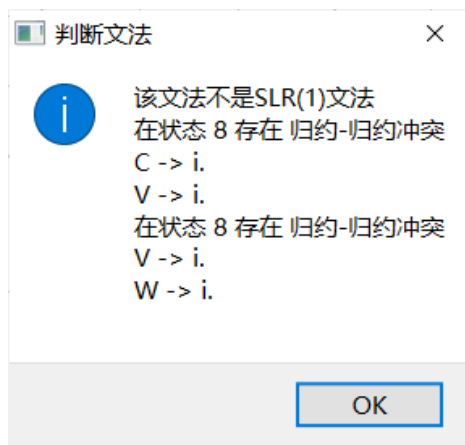 判断文法
该文法不是SLR(1)文法
在状态 8 存在 归约-归约冲突
C -> i.
V -> i.
在状态 8 存在 归约-归约冲突
V -> i.
W -> i.
OK